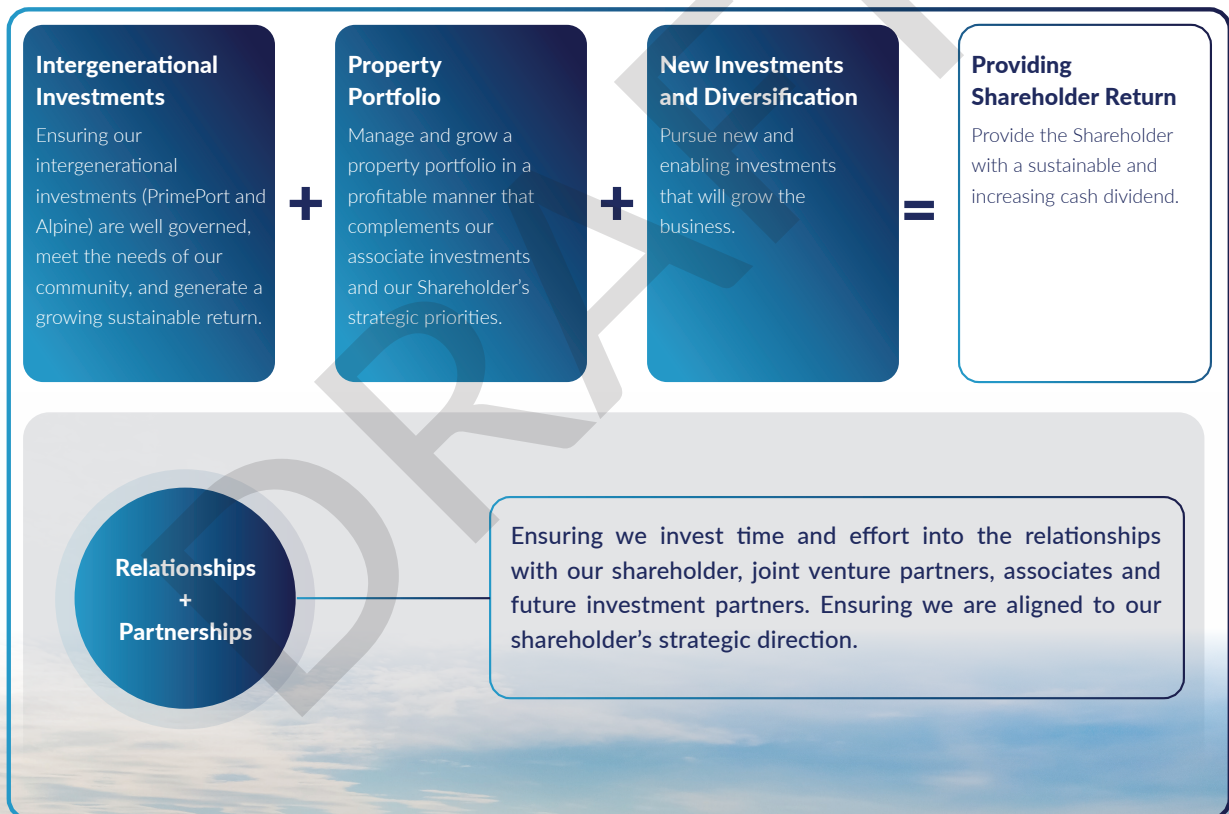 Intergenerational
Investments
Ensuring our
intergenerational
investments (PrimePort and
Alpine) are well governed,
meet the needs of our
community, and generate a
growing sustainable return.
+
Property
Portfolio
Manage and grow a
property portfolio in a
profitable manner that
complements our
associate investments
and our Shareholder’s
strategic priorities.
+
New Investments
and Diversification
Pursue new and
enabling investments
that will grow the
business.
=
Providing
Shareholder Return
Provide the Shareholder
with a sustainable and
increasing cash dividend.
Relationships
+
Partnerships
Ensuring we invest time and effort into the relationships
with our shareholder, joint venture partners, associates and
future investment partners. Ensuring we are aligned to our
shareholder’s strategic direction.
DRAFT